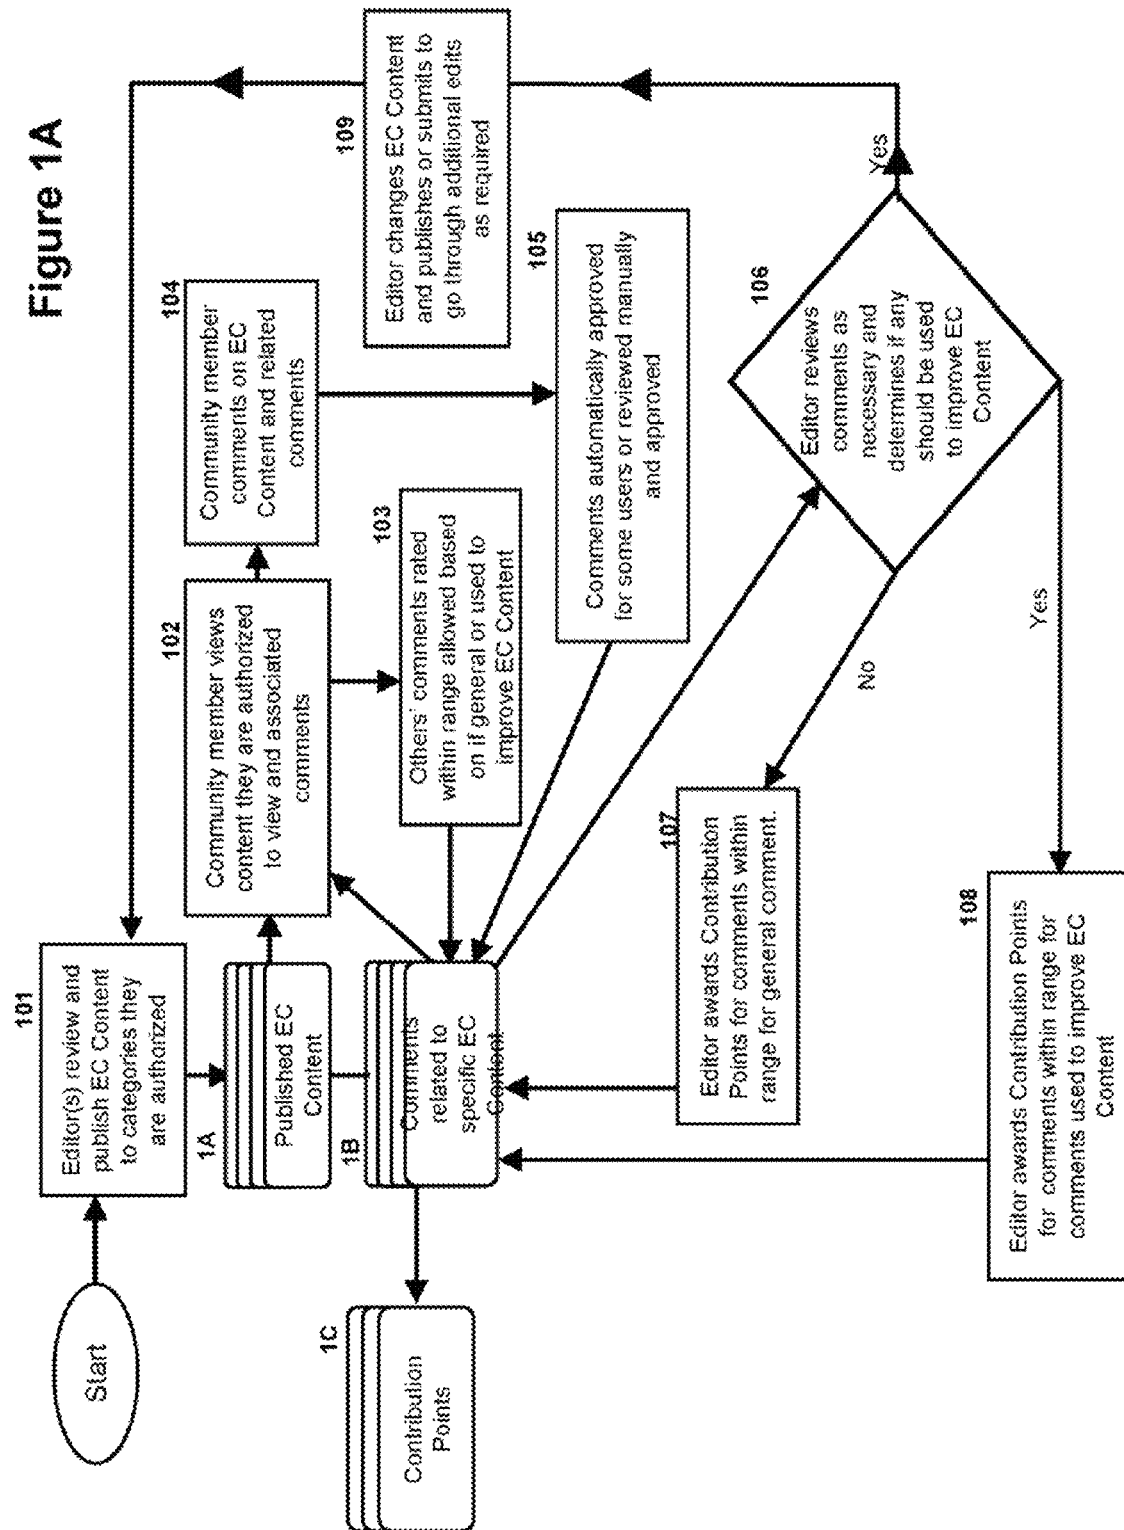 Figure 1A
Start
101
Editor(s) review and
publish EC Content
to categories they
are authorized
1A
Published EC
Content
1B
Comments
related to
specific EC
Content
1C
Contribution
Points
102
Community member views
content they are authorized
to view and associated
comments
103
Others' comments rated
within range allowed based
on if general or used to
improve EC Content
104
Community member
comments on EC
Content and related
comments
105
Comments automatically approved
for some users or reviewed manually
and approved
106
Editor reviews
comments as
necessary and
determines if any
should be used
to improve EC
Content
Yes
No
Yes
107
Editor awards Contribution
Points for comments within
range for general comment.
108
Editor awards Contribution Points
for comments within range for
comments used to improve EC
Content
109
Editor changes EC Content
and publishes or submits to
go through additional edits
as required